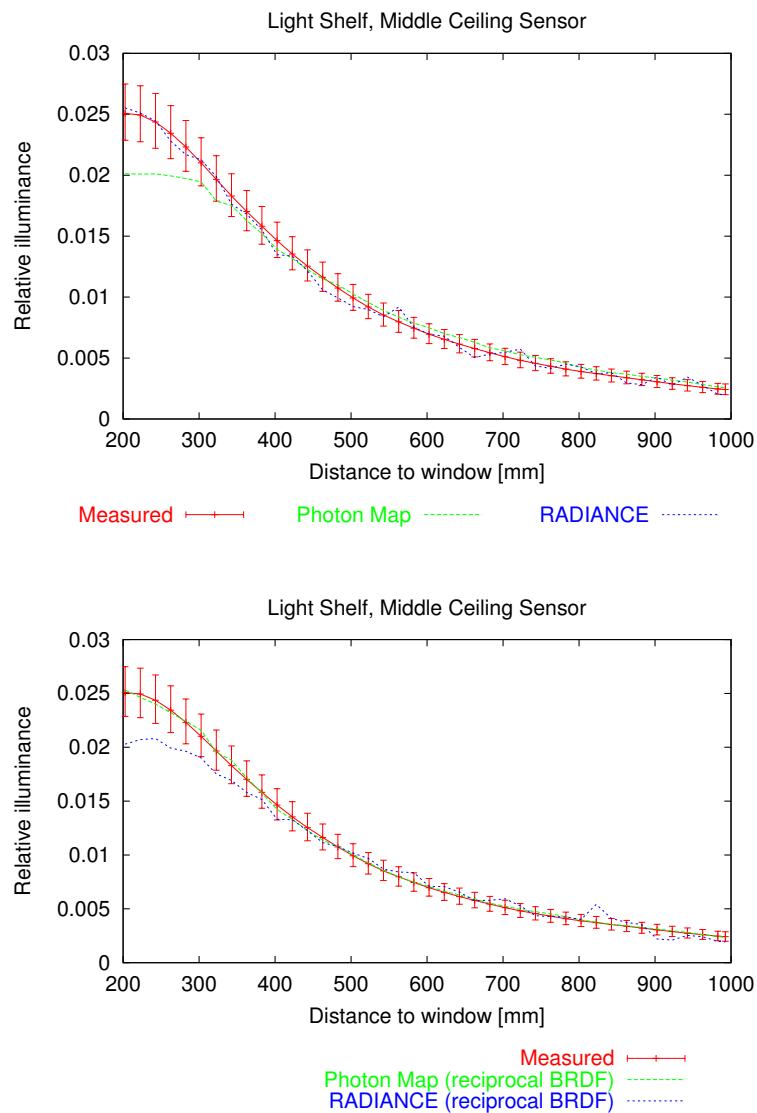 Light Shelf, Middle Ceiling Sensor
0.03
0.025
0.02
0.015
0.01
0.005
0
Relative illuminance
200 300 400 500 600 700 800 900 1000
Distance to window [mm]
Measured Photon Map RADIANCE
Light Shelf, Middle Ceiling Sensor
0.03
0.025
0.02
0.015
0.01
0.005
0
Relative illuminance
200 300 400 500 600 700 800 900 1000
Distance to window [mm]
Measured
Photon Map (reciprocal BRDF)
RADIANCE (reciprocal BRDF)